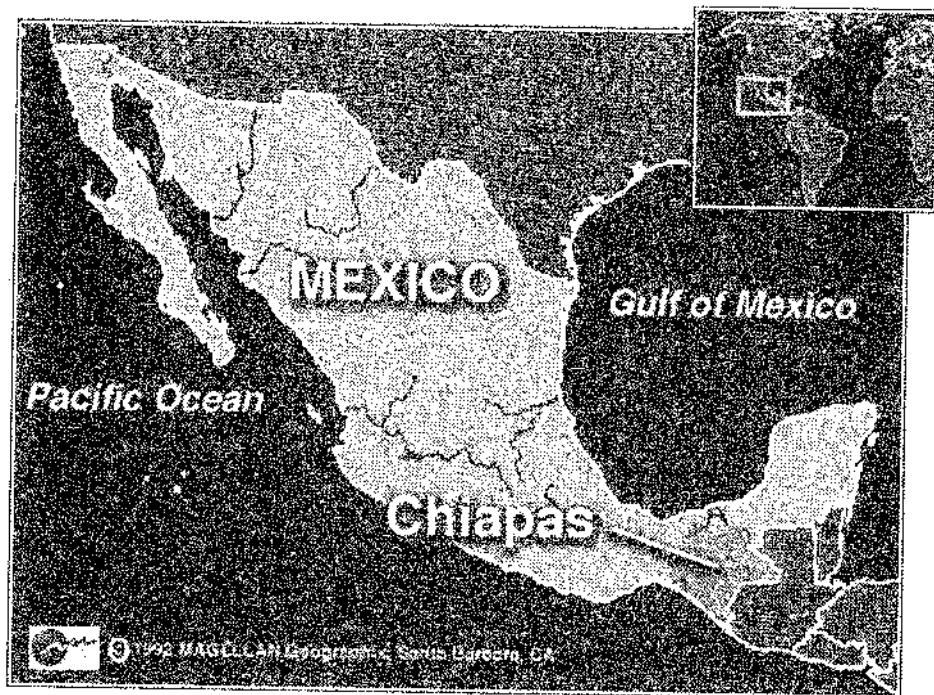 MEXICO
Gulf of Mexico
Pacific Ocean
Chiapas
1992 MAGELLAN Geographix, Santa Barbara, CA